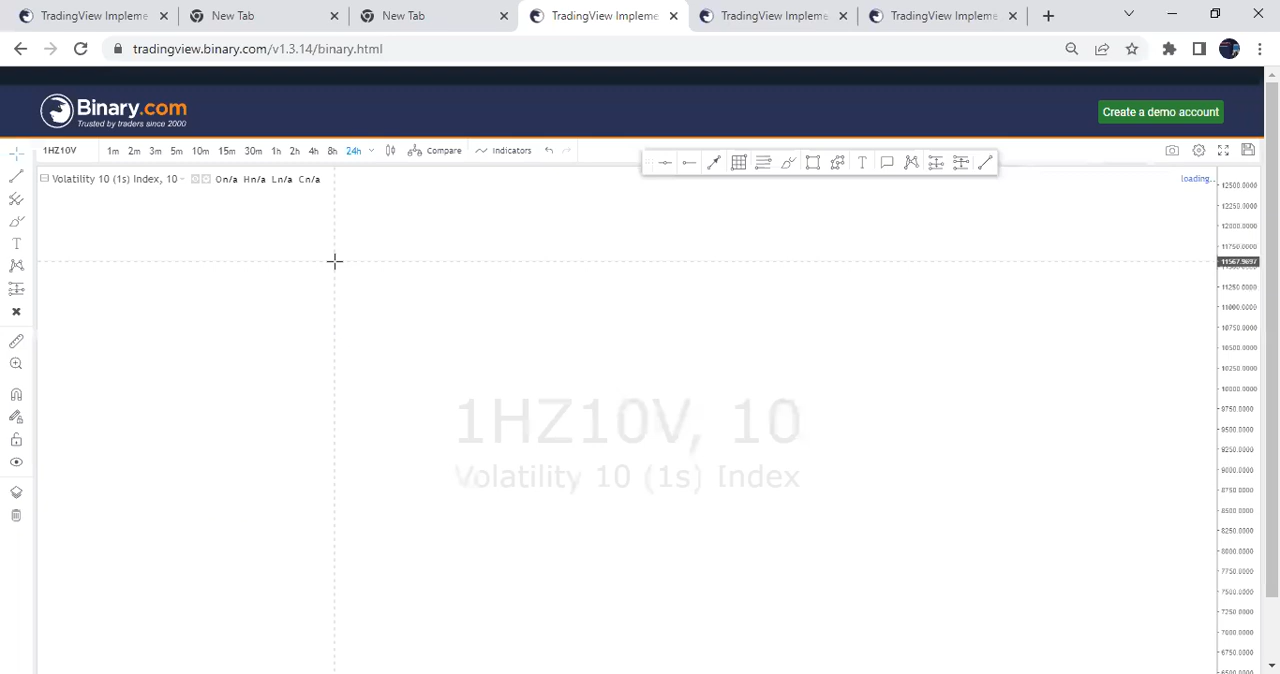 TradingView Impleme
New Tab
New Tab
TradingView Impleme
TradingView Impleme
TradingView Impleme
tradingview.binary.com/v1.3.14/binary.html
Binary.com
Trusted by traders since 2000
Create a demo account
1HZ10V 1m 2m 3m 5m 10m 15m 30m 1h 2h 4h 8h 24h Compare Indicators
T
T
Volatility 10 (1s) Index, 10 On/a Hn/a Ln/a Cn/a
loading..
12500.0000
12250.0000
12000.0000
11750.0000
11567.9697
11250.0000
11000.0000
10750.0000
10500.0000
10250.0000
10000.0000
9750.0000
9500.0000
9250.0000
9000.0000
8750.0000
8500.0000
8250.0000
8000.0000
7750.0000
7500.0000
7250.0000
7000.0000
6750.0000
1HZ10V, 10
Volatility 10 (1s) Index